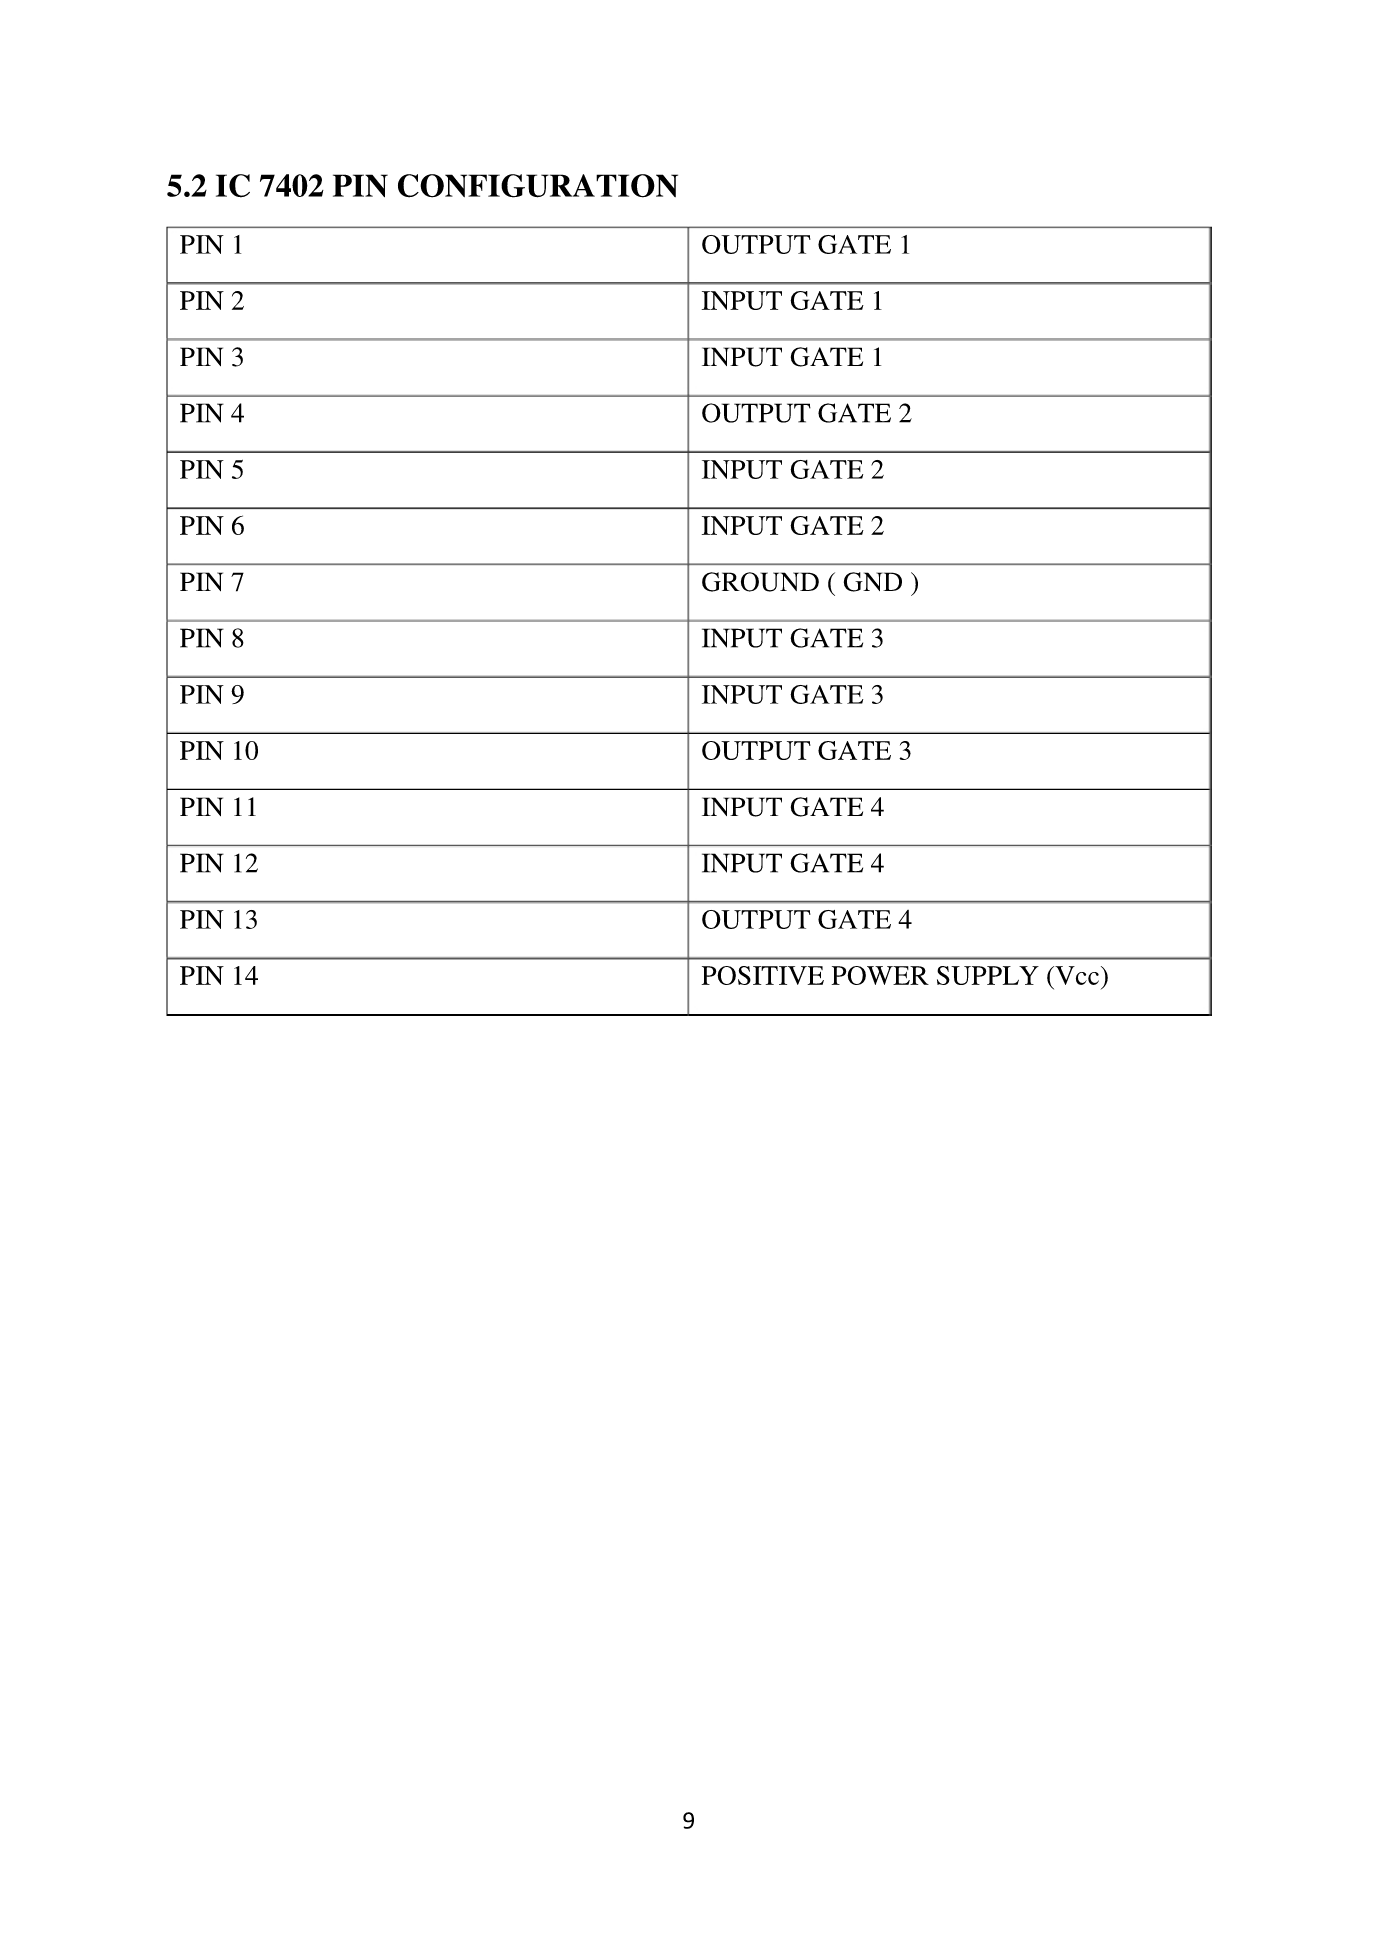 5.2 IC 7402 PIN CONFIGURATION
PIN 1 OUTPUT GATE 1
PIN 2 INPUT GATE 1
PIN 3 INPUT GATE 1
PIN 4 OUTPUT GATE 2
PIN 5 INPUT GATE 2
PIN 6 INPUT GATE 2
PIN 7 GROUND ( GND )
PIN 8 INPUT GATE 3
PIN 9 INPUT GATE 3
PIN 10 OUTPUT GATE 3
PIN 11 INPUT GATE 4
PIN 12 INPUT GATE 4
PIN 13 OUTPUT GATE 4
PIN 14 POSITIVE POWER SUPPLY (Vcc)
9